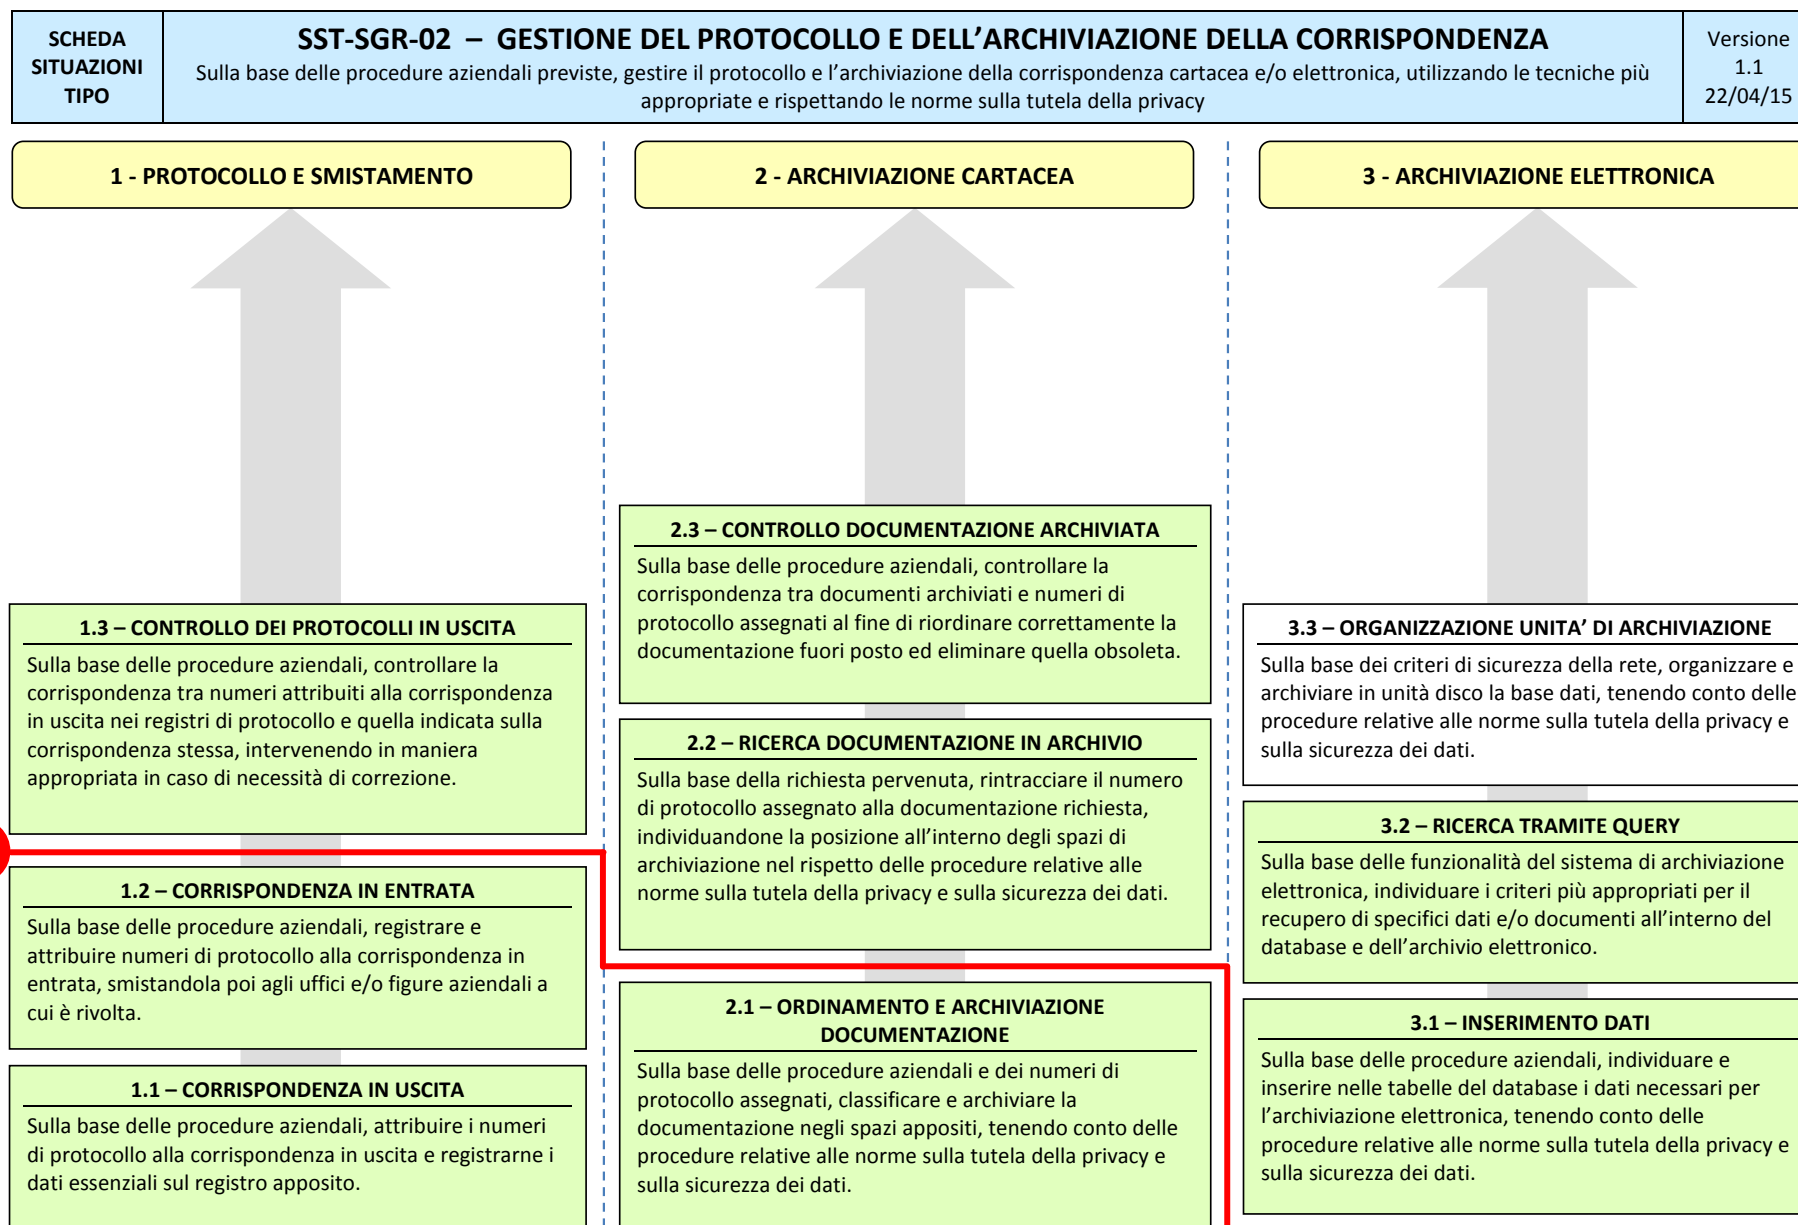 SCHEDA
SITUAZIONI
TIPO
SST-SGR-02 – GESTIONE DEL PROTOCOLLO E DELL’ARCHIVIAZIONE DELLA CORRISPONDENZA
Sulla base delle procedure aziendali previste, gestire il protocollo e l’archiviazione della corrispondenza cartacea e/o elettronica, utilizzando le tecniche più
appropriate e rispettando le norme sulla tutela della privacy
Versione
1.1
22/04/15
1 - PROTOCOLLO E SMISTAMENTO
1.3 – CONTROLLO DEI PROTOCOLLI IN USCITA
Sulla base delle procedure aziendali, controllare la
corrispondenza tra numeri attribuiti alla corrispondenza
in uscita nei registri di protocollo e quella indicata sulla
corrispondenza stessa, intervenendo in maniera
appropriata in caso di necessità di correzione.
1.2 – CORRISPONDENZA IN ENTRATA
Sulla base delle procedure aziendali, registrare e
attribuire numeri di protocollo alla corrispondenza in
entrata, smistandola poi agli uffici e/o figure aziendali a
cui è rivolta.
1.1 – CORRISPONDENZA IN USCITA
Sulla base delle procedure aziendali, attribuire i numeri
di protocollo alla corrispondenza in uscita e registrarne i
dati essenziali sul registro apposito.
2 - ARCHIVIAZIONE CARTACEA
2.3 – CONTROLLO DOCUMENTAZIONE ARCHIVIATA
Sulla base delle procedure aziendali, controllare la
corrispondenza tra documenti archiviati e numeri di
protocollo assegnati al fine di riordinare correttamente la
documentazione fuori posto ed eliminare quella obsoleta.
2.2 – RICERCA DOCUMENTAZIONE IN ARCHIVIO
Sulla base della richiesta pervenuta, rintracciare il numero
di protocollo assegnato alla documentazione richiesta,
individuandone la posizione all’interno degli spazi di
archiviazione nel rispetto delle procedure relative alle
norme sulla tutela della privacy e sulla sicurezza dei dati.
2.1 – ORDINAMENTO E ARCHIVIAZIONE
DOCUMENTAZIONE
Sulla base delle procedure aziendali e dei numeri di
protocollo assegnati, classificare e archiviare la
documentazione negli spazi appositi, tenendo conto delle
procedure relative alle norme sulla tutela della privacy e
sulla sicurezza dei dati.
3 - ARCHIVIAZIONE ELETTRONICA
3.3 – ORGANIZZAZIONE UNITA’ DI ARCHIVIAZIONE
Sulla base dei criteri di sicurezza della rete, organizzare e
archiviare in unità disco la base dati, tenendo conto delle
procedure relative alle norme sulla tutela della privacy e
sulla sicurezza dei dati.
3.2 – RICERCA TRAMITE QUERY
Sulla base delle funzionalità del sistema di archiviazione
elettronica, individuare i criteri più appropriati per il
recupero di specifici dati e/o documenti all’interno del
database e dell’archivio elettronico.
3.1 – INSERIMENTO DATI
Sulla base delle procedure aziendali, individuare e
inserire nelle tabelle del database i dati necessari per
l’archiviazione elettronica, tenendo conto delle
procedure relative alle norme sulla tutela della privacy e
sulla sicurezza dei dati.